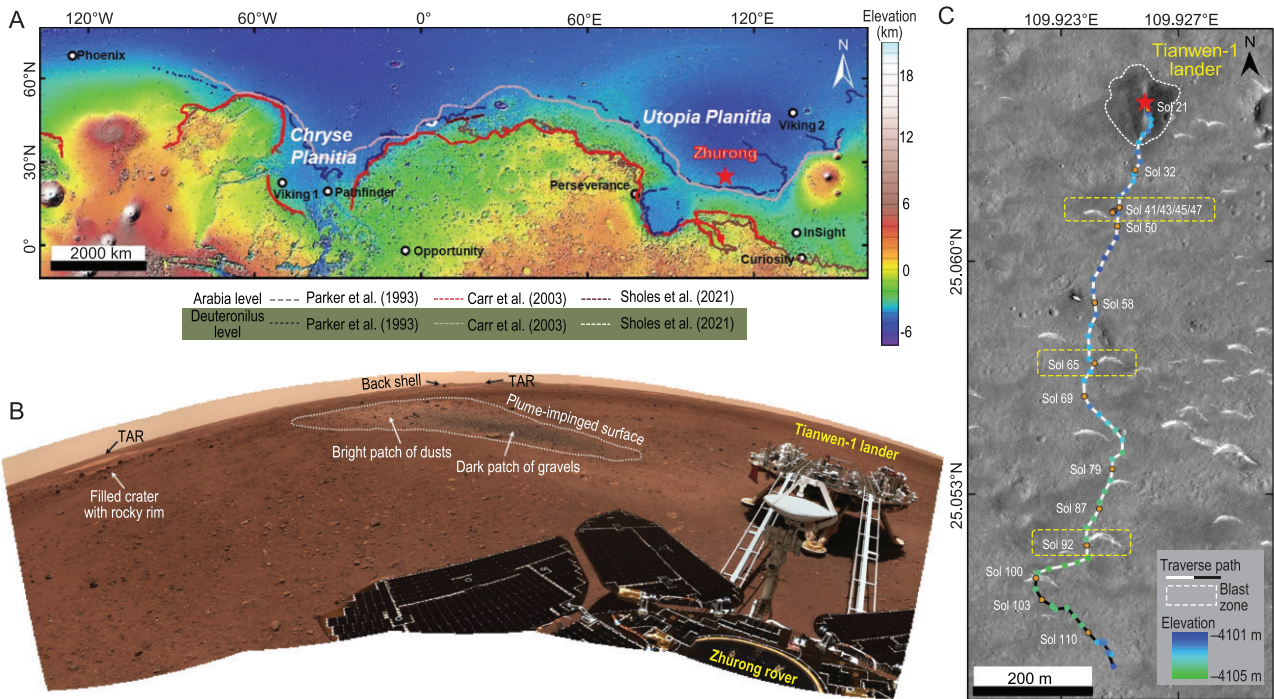 A
120°W
60°W
0°
60°E
120°E
Elevation
(km)
60°N
30°N
0°
Phoenix
N
Chryse
Planitia
Utopia Planitia
Viking 2
Zhurong
Viking 1
Pathfinder
Perseverance
InSight
Opportunity
Curiosity
2000 km
18
12
6
0
-6
Arabia level
Parker et al. (1993)
Carr et al. (2003)
Sholes et al. (2021)
Deuteronilus
level
Parker et al. (1993)
Carr et al. (2003)
Sholes et al. (2021)
B
Back shell
TAR
TAR
Plume-impinged surface
Bright patch of dusts
Dark patch of gravels
Filled crater
with rocky rim
Tianwen-1 lander
Zhurong rover
C
109.923°E
109.927°E
25.060°N
25.053°N
Tianwen-1
lander
N
Sol 21
Sol 32
Sol 41/43/45/47
Sol 50
Sol 58
Sol 65
Sol 69
Sol 79
Sol 87
Sol 92
Sol 100
Sol 103
Sol 110
200 m
Traverse path
Blast
zone
Elevation
–4101 m
–4105 m